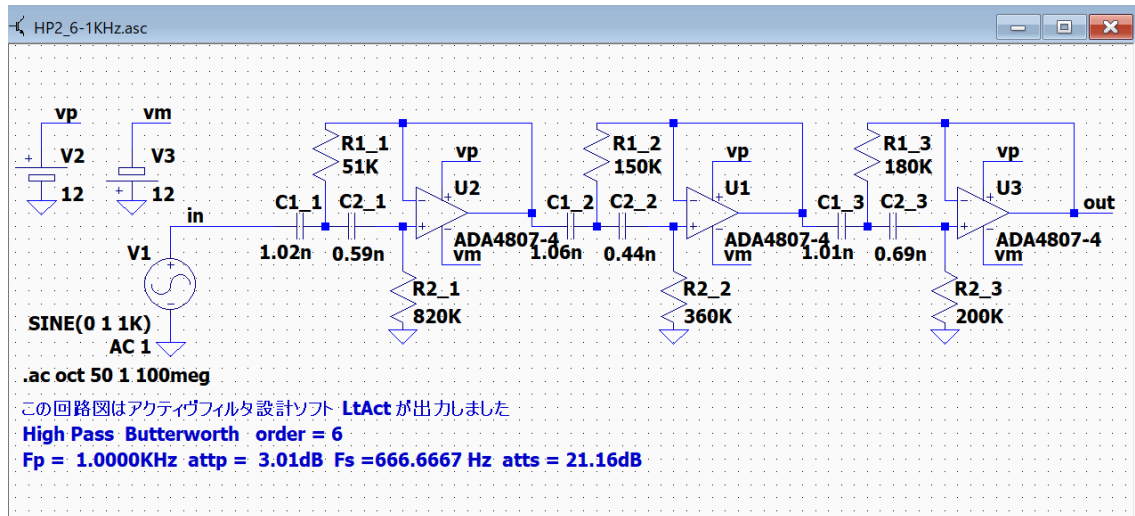 HP2_6-1KHz.asc
vp
vm
V2
12
V3
12
in
V1
SINE(0 1 1K)
AC 1
R1_1
51K
C1_1
1.02n
C2_1
0.59n
vp
U2
ADA4807-4
vm
R2_1
820K
R1_2
150K
C1_2
1.06n
C2_2
0.44n
vp
U1
ADA4807-4
vm
R2_2
360K
R1_3
180K
C1_3
1.01n
C2_3
0.69n
vp
U3
ADA4807-4
vm
R2_3
200K
out
.ac oct 50 1 100meg
この回路図はアクティヴフィルタ設計ソフト LtAct が出力しました
High Pass Butterworth order = 6
Fp = 1.0000KHz attp = 3.01dB Fs =666.6667 Hz atts = 21.16dB